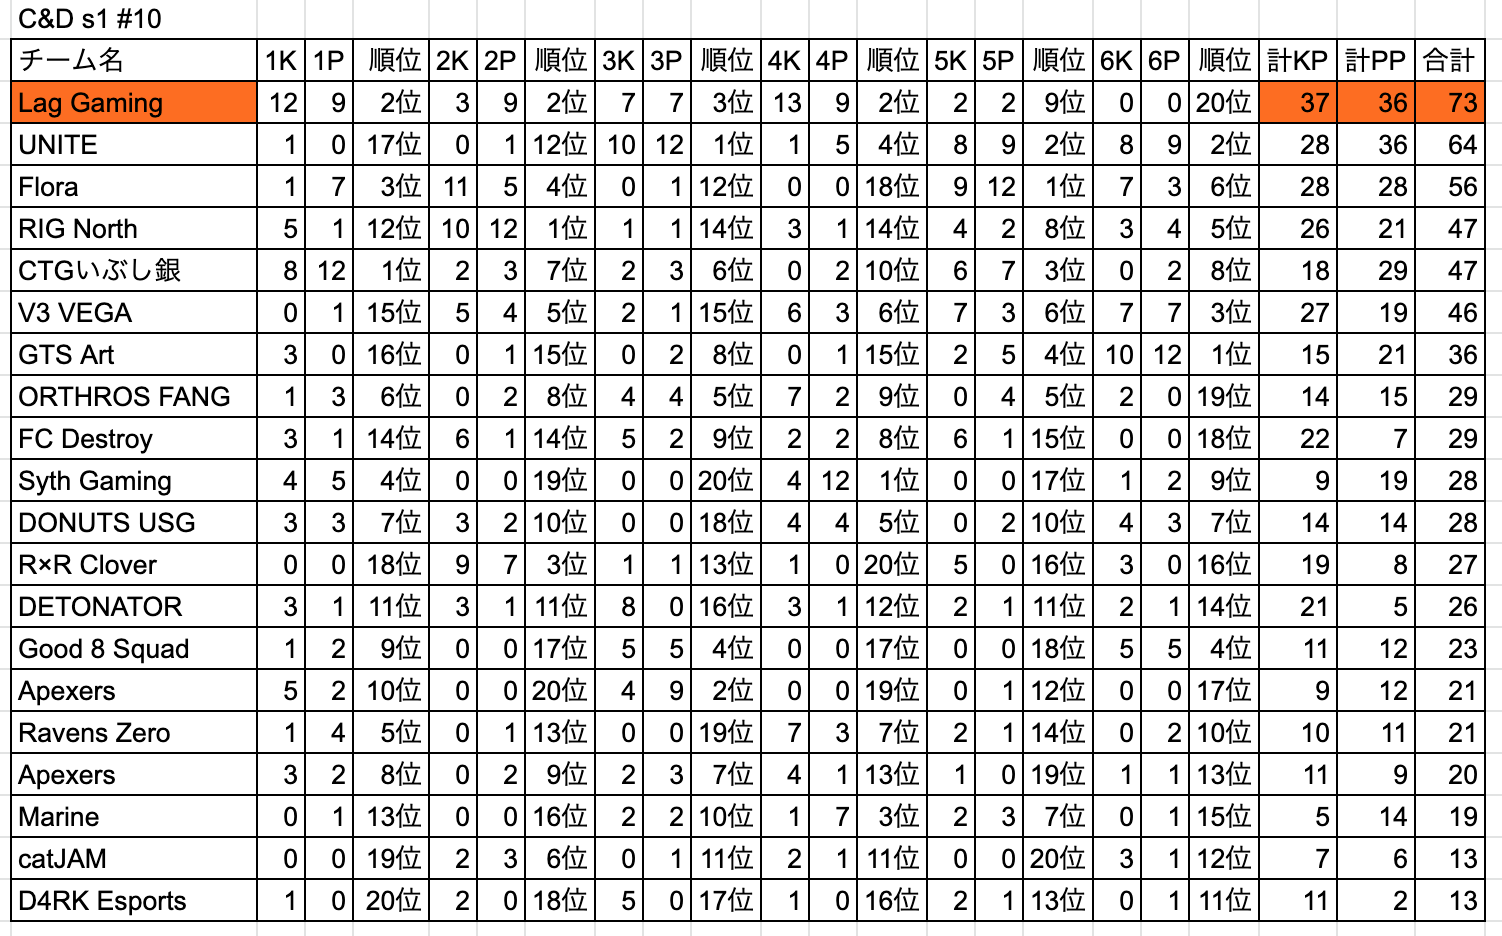 C&D s1 #10
チーム名 1K 1P 順位 2K 2P 順位 3K 3P 順位 4K 4P 順位 5K 5P 順位 6K 6P 順位 計KP 計PP 合計
Lag Gaming 12 9 2位 3 9 2位 7 7 3位 13 9 2位 2 2 9位 0 0 20位 37 36 73
UNITE 1 0 17位 0 1 12位 10 12 1位 1 5 4位 8 9 2位 8 9 2位 28 36 64
Flora 1 7 3位 11 5 4位 0 1 12位 0 0 18位 9 12 1位 7 3 6位 28 28 56
RIG North 5 1 12位 10 12 1位 1 1 14位 3 1 14位 4 2 8位 3 4 5位 26 21 47
CTGいぶし銀 8 12 1位 2 3 7位 2 3 6位 0 2 10位 6 7 3位 0 2 8位 18 29 47
V3 VEGA 0 1 15位 5 4 5位 2 1 15位 6 3 6位 7 3 6位 7 7 3位 27 19 46
GTS Art 3 0 16位 0 1 15位 0 2 8位 0 1 15位 2 5 4位 10 12 1位 15 21 36
ORTHROS FANG 1 3 6位 0 2 8位 4 4 5位 7 2 9位 0 4 5位 2 0 19位 14 15 29
FC Destroy 3 1 14位 6 1 14位 5 2 9位 2 2 8位 6 1 15位 0 0 18位 22 7 29
Syth Gaming 4 5 4位 0 0 19位 0 0 20位 4 12 1位 0 0 17位 1 2 9位 9 19 28
DONUTS USG 3 3 7位 3 2 10位 0 0 18位 4 4 5位 0 2 10位 4 3 7位 14 14 28
R×R Clover 0 0 18位 9 7 3位 1 1 13位 1 0 20位 5 0 16位 3 0 16位 19 8 27
DETONATOR 3 1 11位 3 1 11位 8 0 16位 3 1 12位 2 1 11位 2 1 14位 21 5 26
Good 8 Squad 1 2 9位 0 0 17位 5 5 4位 0 0 17位 0 0 18位 5 5 4位 11 12 23
Apexers 5 2 10位 0 0 20位 4 9 2位 0 0 19位 0 1 12位 0 0 17位 9 12 21
Ravens Zero 1 4 5位 0 1 13位 0 0 19位 7 3 7位 2 1 14位 0 2 10位 10 11 21
Apexers 3 2 8位 0 2 9位 2 3 7位 4 1 13位 1 0 19位 1 1 13位 11 9 20
Marine 0 1 13位 0 0 16位 2 2 10位 1 7 3位 2 3 7位 0 1 15位 5 14 19
catJAM 0 0 19位 2 3 6位 0 1 11位 2 1 11位 0 0 20位 3 1 12位 7 6 13
D4RK Esports 1 0 20位 2 0 18位 5 0 17位 1 0 16位 2 1 13位 0 1 11位 11 2 13